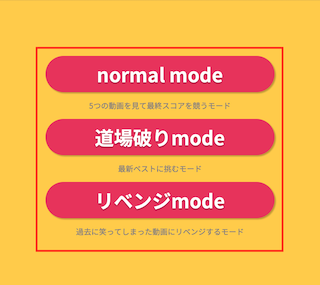 normal mode
5つの動画を見て最終スコアを競うモード
道場破りmode
最新ベストに挑むモード
リベンジmode
過去に笑ってしまった動画にリベンジするモード